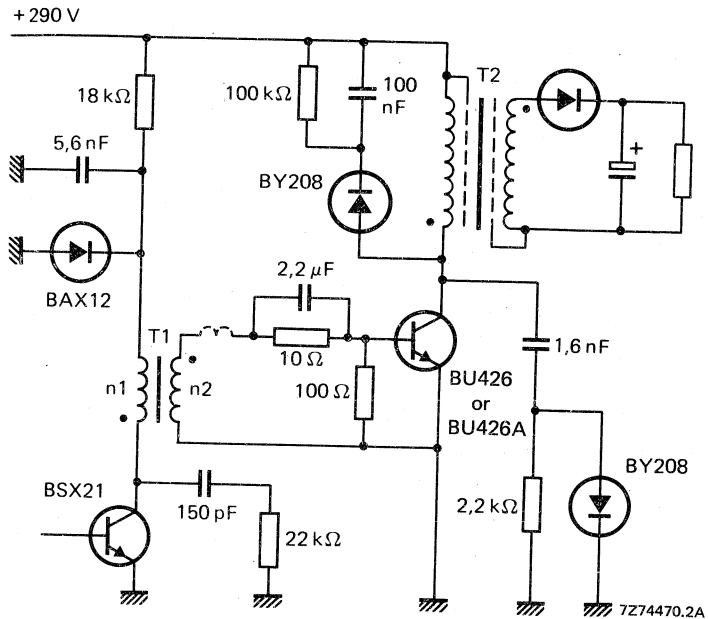 +290 V
18 kΩ
100 kΩ
100
nF
T2
5,6 nF
BY208
+
BAX12
2,2 μF
T1
10 Ω
1,6 nF
n1
n2
100 Ω
BU426
or
BU426A
BSX21
150 pF
22 kΩ
2,2 kΩ
BY208
7Z74470.2A